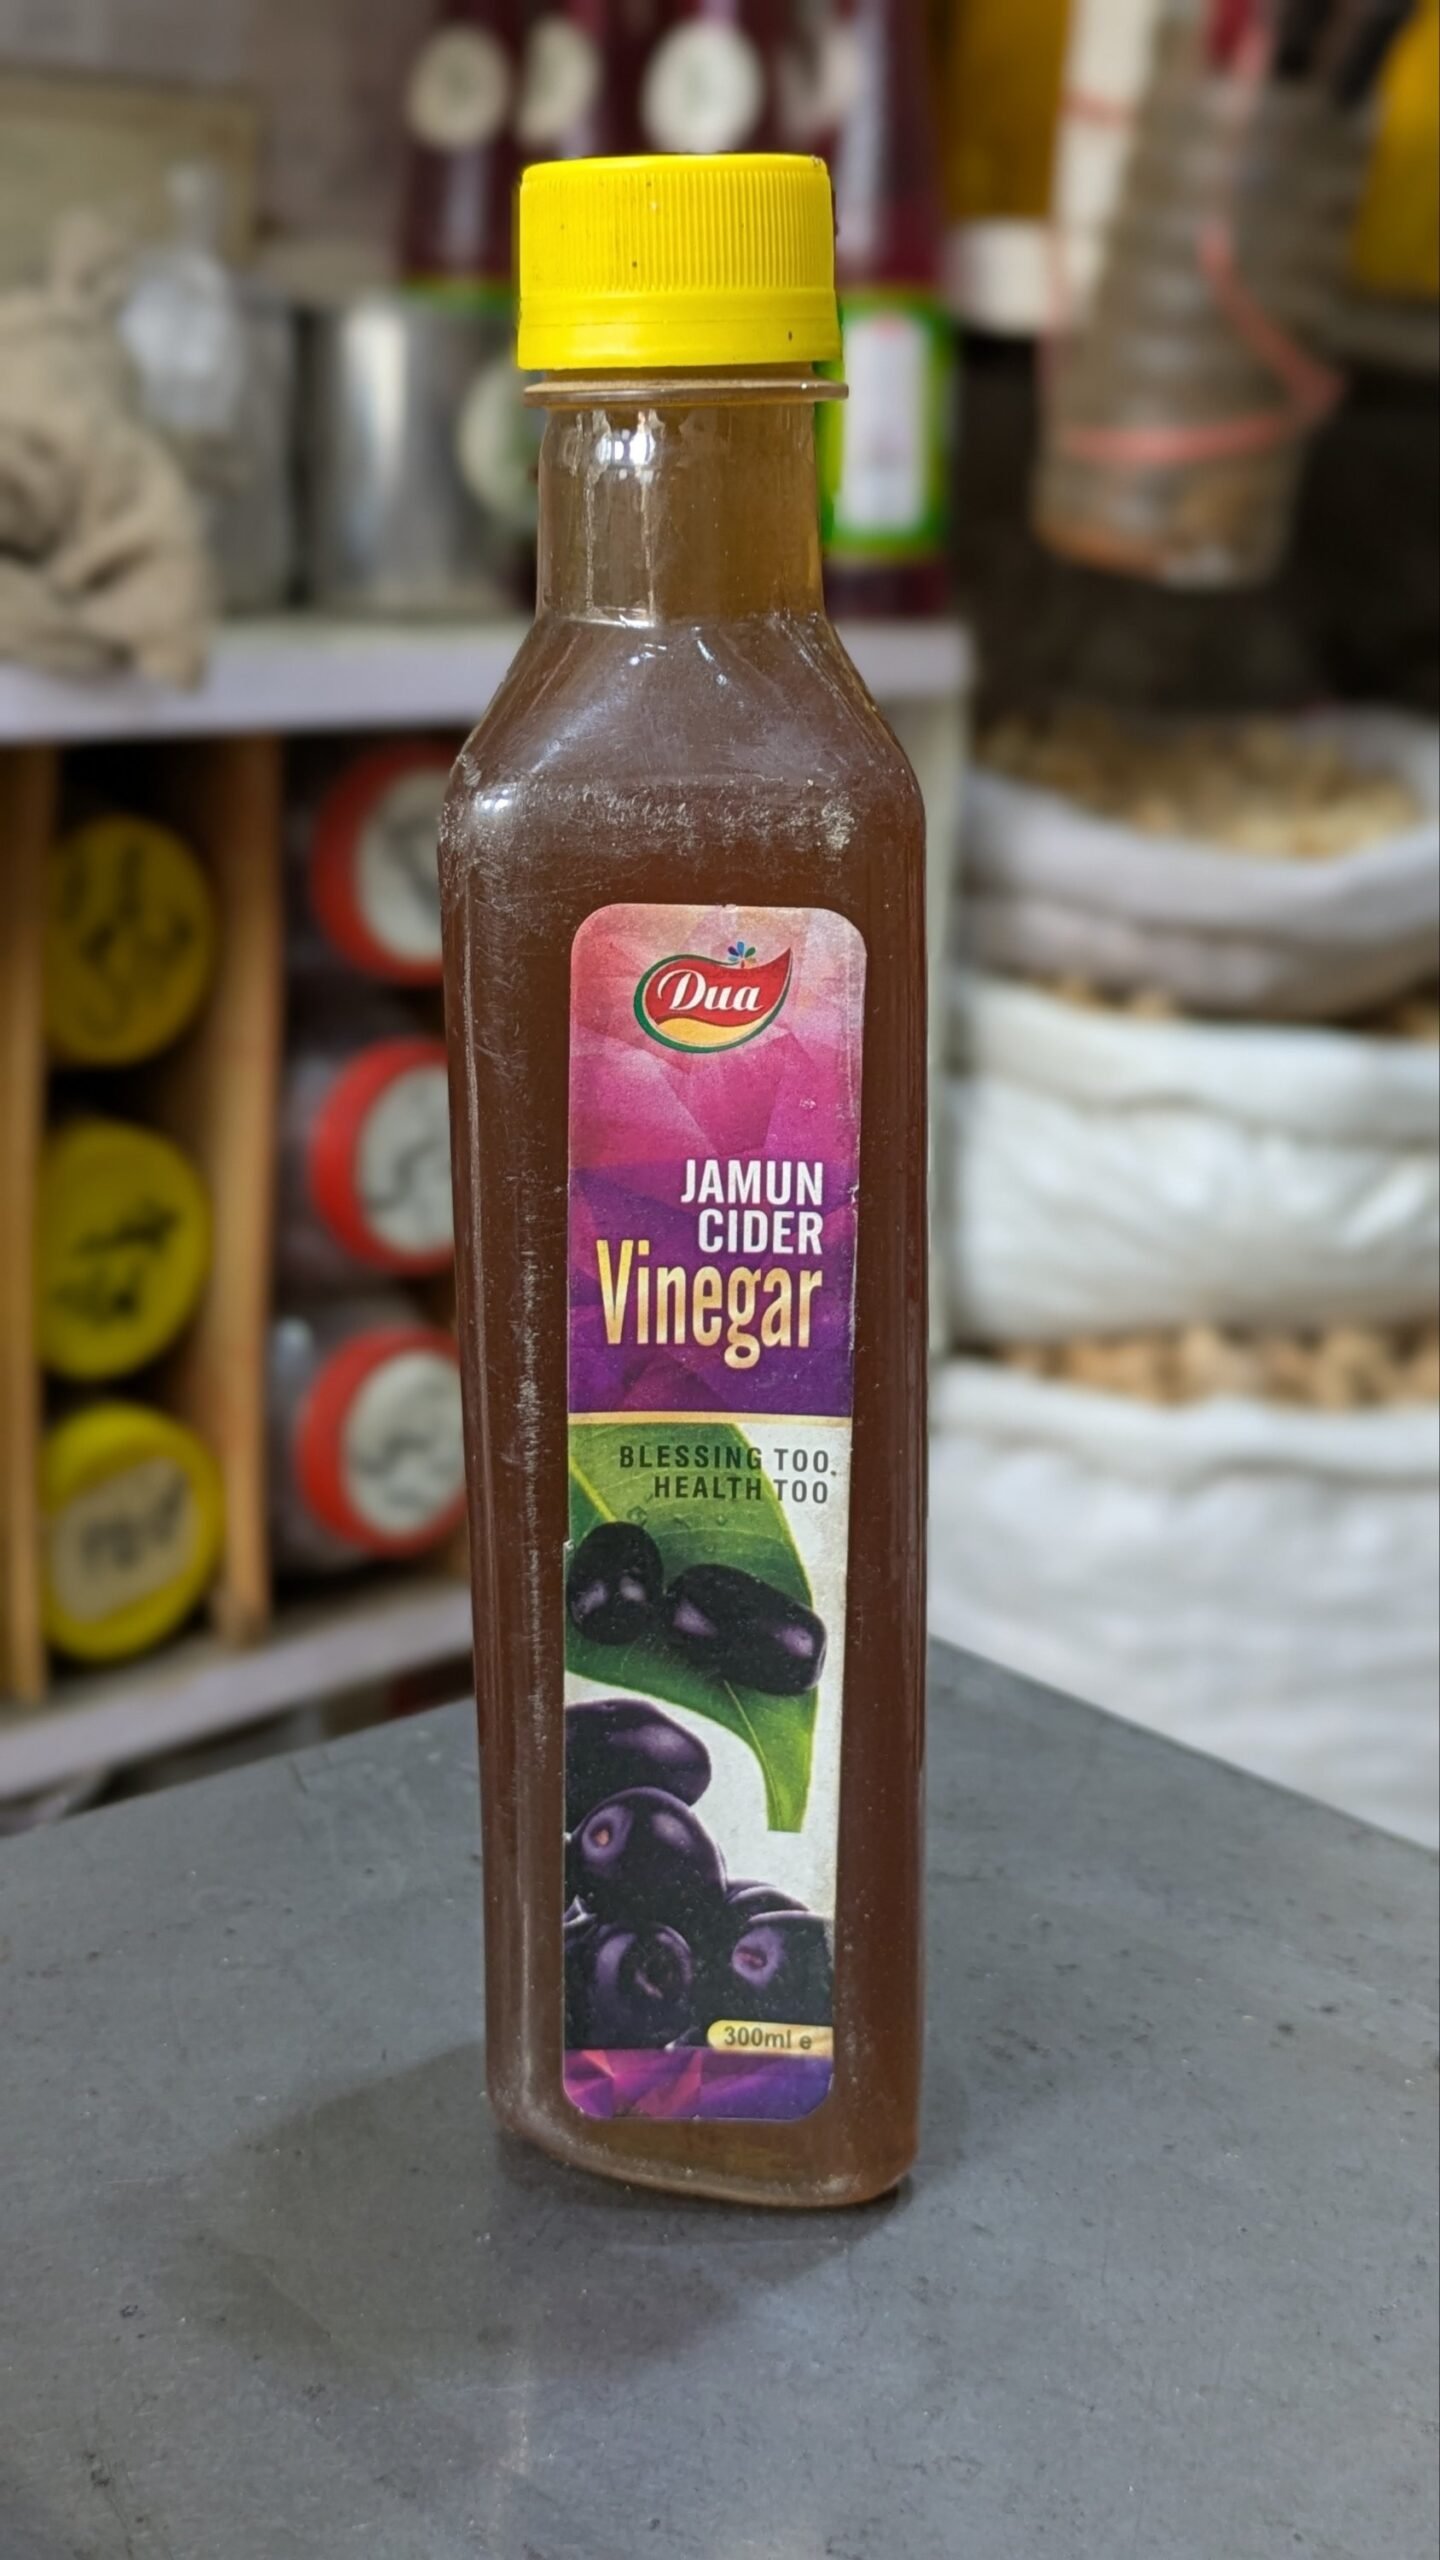 Dua
JAMUN
CIDER
Vinegar
BLESSING TOO
HEALTH TOO
300ml e